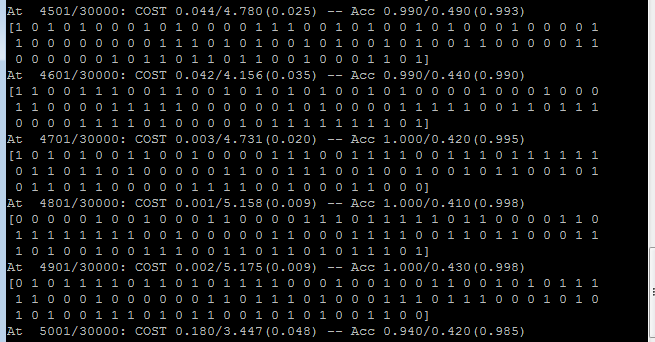 At  4501/30000: COST 0.044/4.780(0.025) -- Acc 0.990/0.490(0.993)
[1 0 1 0 1 0 0 0 1 0 1 1 0 1 0 0 0 0 1 1 1 0 0 1 0 1 1 0 0 0 1 0 0 0 0 1
1 0 0 0 0 0 0 0 1 1 0 1 0 0 0 0 1 1 0 0 1 0 1 0 0 1 0 1 0 0 1 1 0 0 0 0 0 1 1
1 0 0 0 0 0 0 1 0 1 1 0 1 1 0 1 1 0 1 1 0 0 1 0 0 0 1 1 0 1]
At  4601/30000: COST 0.042/4.156(0.035) -- Acc 0.990/0.440(0.990)
[1 1 0 0 1 1 1 0 0 1 1 0 0 1 0 1 0 1 0 1 0 0 1 0 1 0 1 0 0 0 1 0 0 0 1 0 0 0
1 1 0 0 0 0 1 1 1 0 0 1 0 0 0 0 0 1 0 0 0 0 0 1 1 1 1 1 0 0 1 1 0 1 1 1
1 0 0 0 0 1 1 1 1 0 1 0 0 0 1 0 1 1 1 1 1 1 1 1 1 0 1]
At  4701/30000: COST 0.003/4.731(0.020) -- Acc 1.000/0.420(0.995)
[1 0 1 0 1 0 0 1 1 0 0 1 0 0 0 0 1 1 1 0 0 1 1 1 1 0 0 1 1 1 0 1 1 1 1 1 1
0 1 1 0 1 1 0 1 0 1 1 0 1 0 0 1 0 0 0 1 0 1 1 0 0 1 0 1 1 0 0 1 0 1
0 1 1 0 1 1 0 0 0 0 0 1 1 0 1 1 0 1 0 0 0 1 1 0 0 0]
At  4801/30000: COST 0.001/5.158(0.009) -- Acc 1.000/0.410(0.998)
[0 0 0 0 0 1 0 0 1 0 0 0 1 1 0 0 0 0 1 1 1 0 1 1 1 1 1 0 1 1 0 0 0 0 1 1 0
1 1 1 1 1 1 1 1 0 0 1 0 0 0 0 0 1 1 0 0 0 1 1 1 1 0 0 1 1 0 1 1 0 0 0 1 1
1 1 0 1 0 1 0 0 1 1 1 0 1 1 0 0 1 1 0 1 1 0 1 0 1 1 1 0 1]
At  4901/30000: COST 0.002/5.175(0.009) -- Acc 1.000/0.430(0.998)
[0 1 0 1 1 1 1 0 1 1 0 1 0 1 0 1 1 1 1 0 0 0 1 0 0 1 1 0 0 1 0 1 0 1 1 1
1 1 0 0 0 1 0 0 0 0 0 0 1 1 1 0 0 0 1 0 0 1 1 0 0 1 0 1 1 1 0 0 0 1 0 1 0
1 0 1 0 0 1 0 0 1 1 1 0 1 0 1 1 0 0 1 0 1 1 0 0 1 1 0 0]
At  5001/30000: COST 0.180/3.447(0.048) -- Acc 0.940/0.420(0.985)